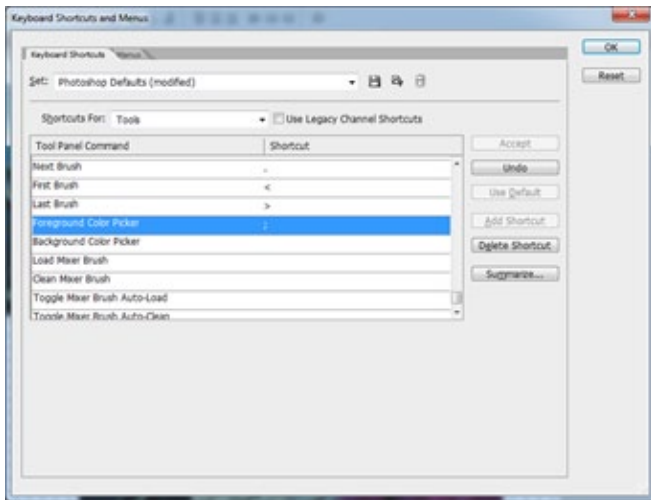 Keyboard Shortcuts and Menus
Keyboard Shortcuts Menus
OK
Set: Photoshop Defaults (modified)
Reset
Shortcuts For: Tools Use Legacy Channel Shortcuts
Tool Panel Command Shortcut Accept
Next Brush . Undo
First Brush <
Last Brush > Use Default
Foreground Color Picker ; Add Shortcut
Background Color Picker Delete Shortcut
Load Mixer Brush
Clean Mixer Brush Summarize...
Toggle Mixer Brush Auto-Load
Toggle Mixer Brush Auto-Clean